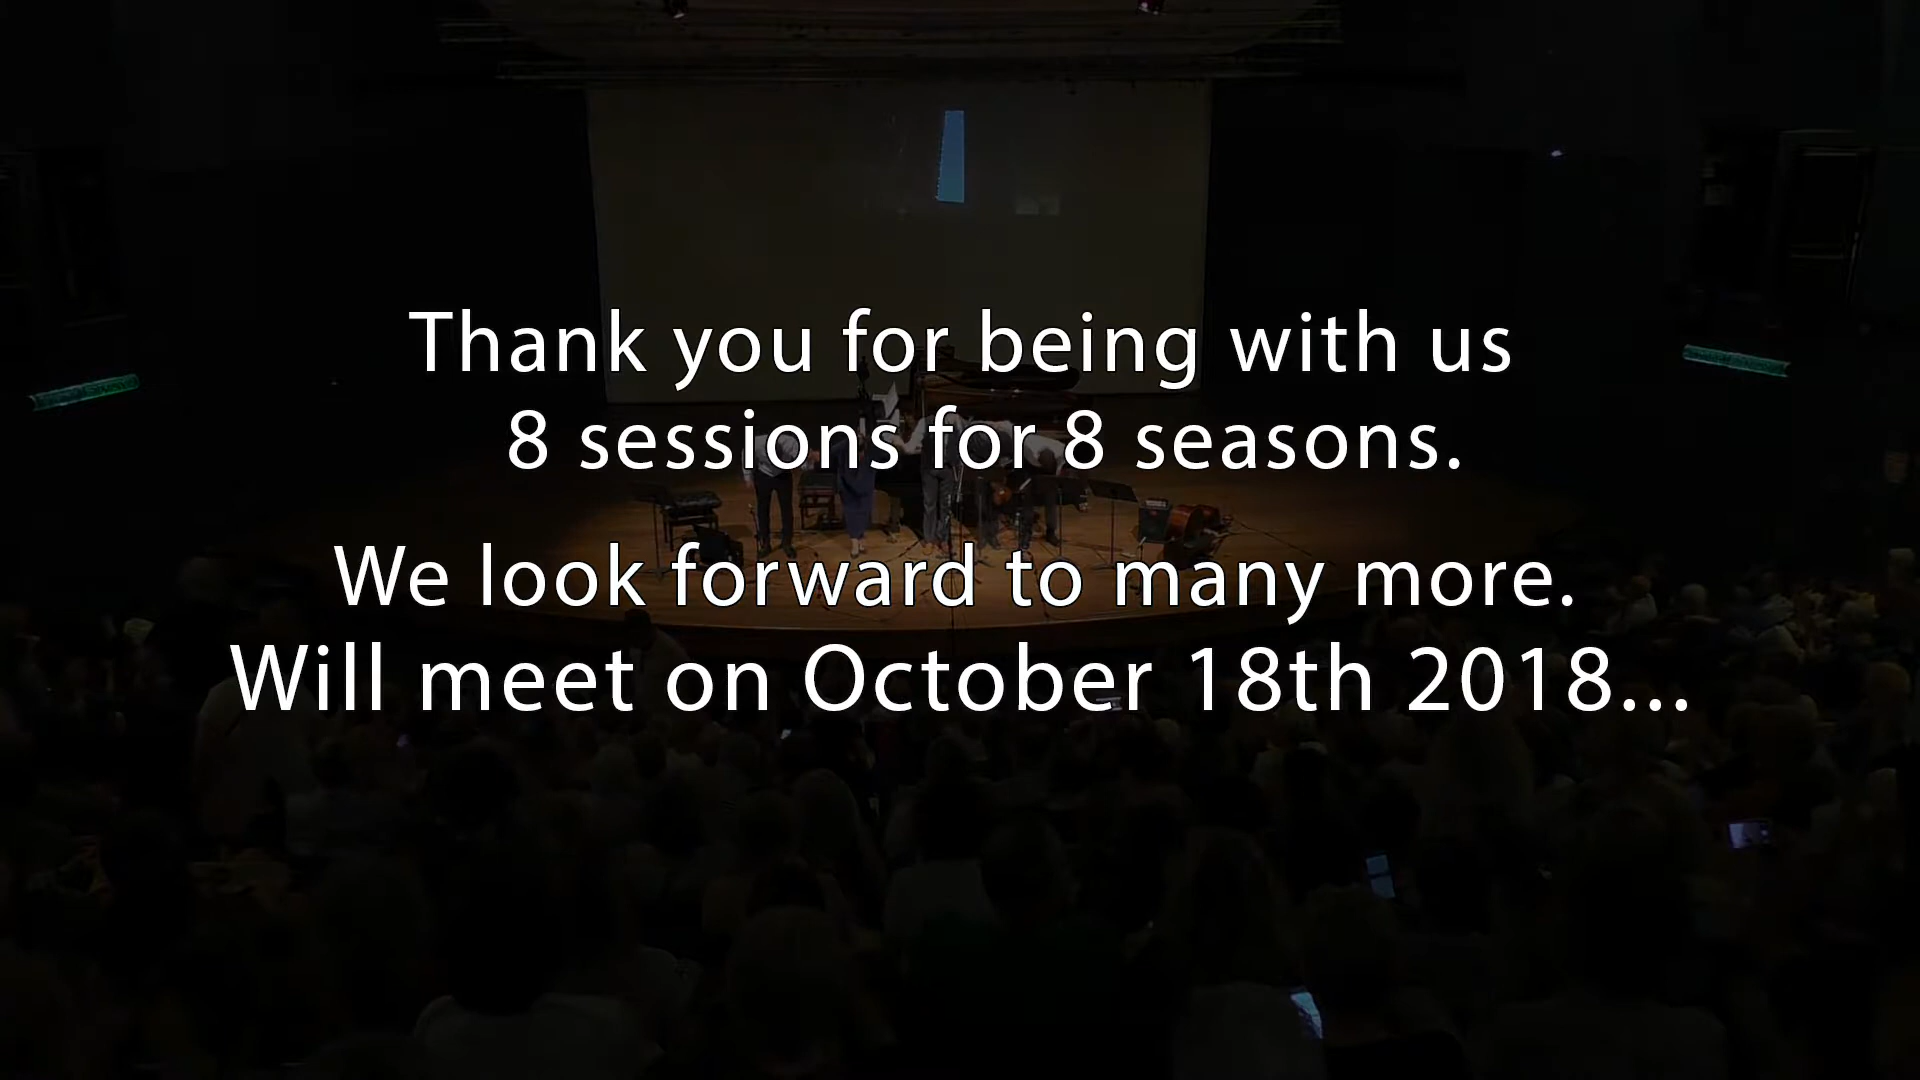 Thank you for being with us
8 sessions for 8 seasons.
We look forward to many more.
Will meet on October 18th 2018...